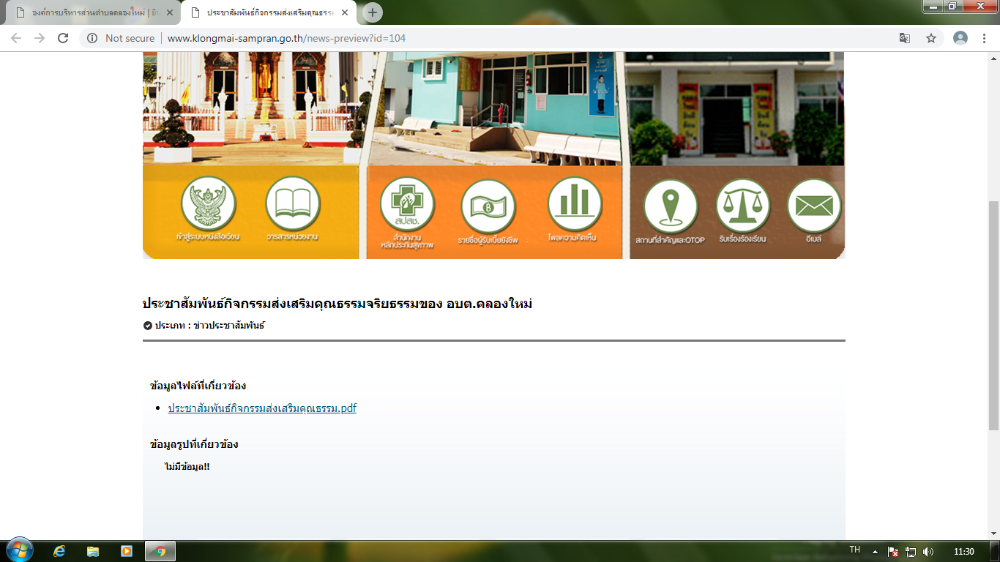 องค์การบริหารส่วนตำบลคลองใหม่ | ยินดี
ประชาสัมพันธ์กิจกรรมส่งเสริมคุณธรรม
Not secure | www.klongmai-sampran.go.th/news-preview?id=104
เข้าสู่ระบบหนังสือเวียน
วารสารหน่วยงาน
สปสช.
สำนักงาน
หลักประกันสุขภาพ
รายชื่อผู้รับเบี้ยยังชีพ
โพลความคิดเห็น
สถานที่สำคัญและOTOP
รับเรื่องร้องเรียน
อีเมล์
ประชาสัมพันธ์กิจกรรมส่งเสริมคุณธรรมจริยธรรมของ อบต.คลองใหม่
ประเภท : ข่าวประชาสัมพันธ์
ข้อมูลไฟล์ที่เกี่ยวข้อง
ประชาสัมพันธ์กิจกรรมส่งเสริมคุณธรรม.pdf
ข้อมูลรูปที่เกี่ยวข้อง
ไม่มีข้อมูล!!
TH
11:30